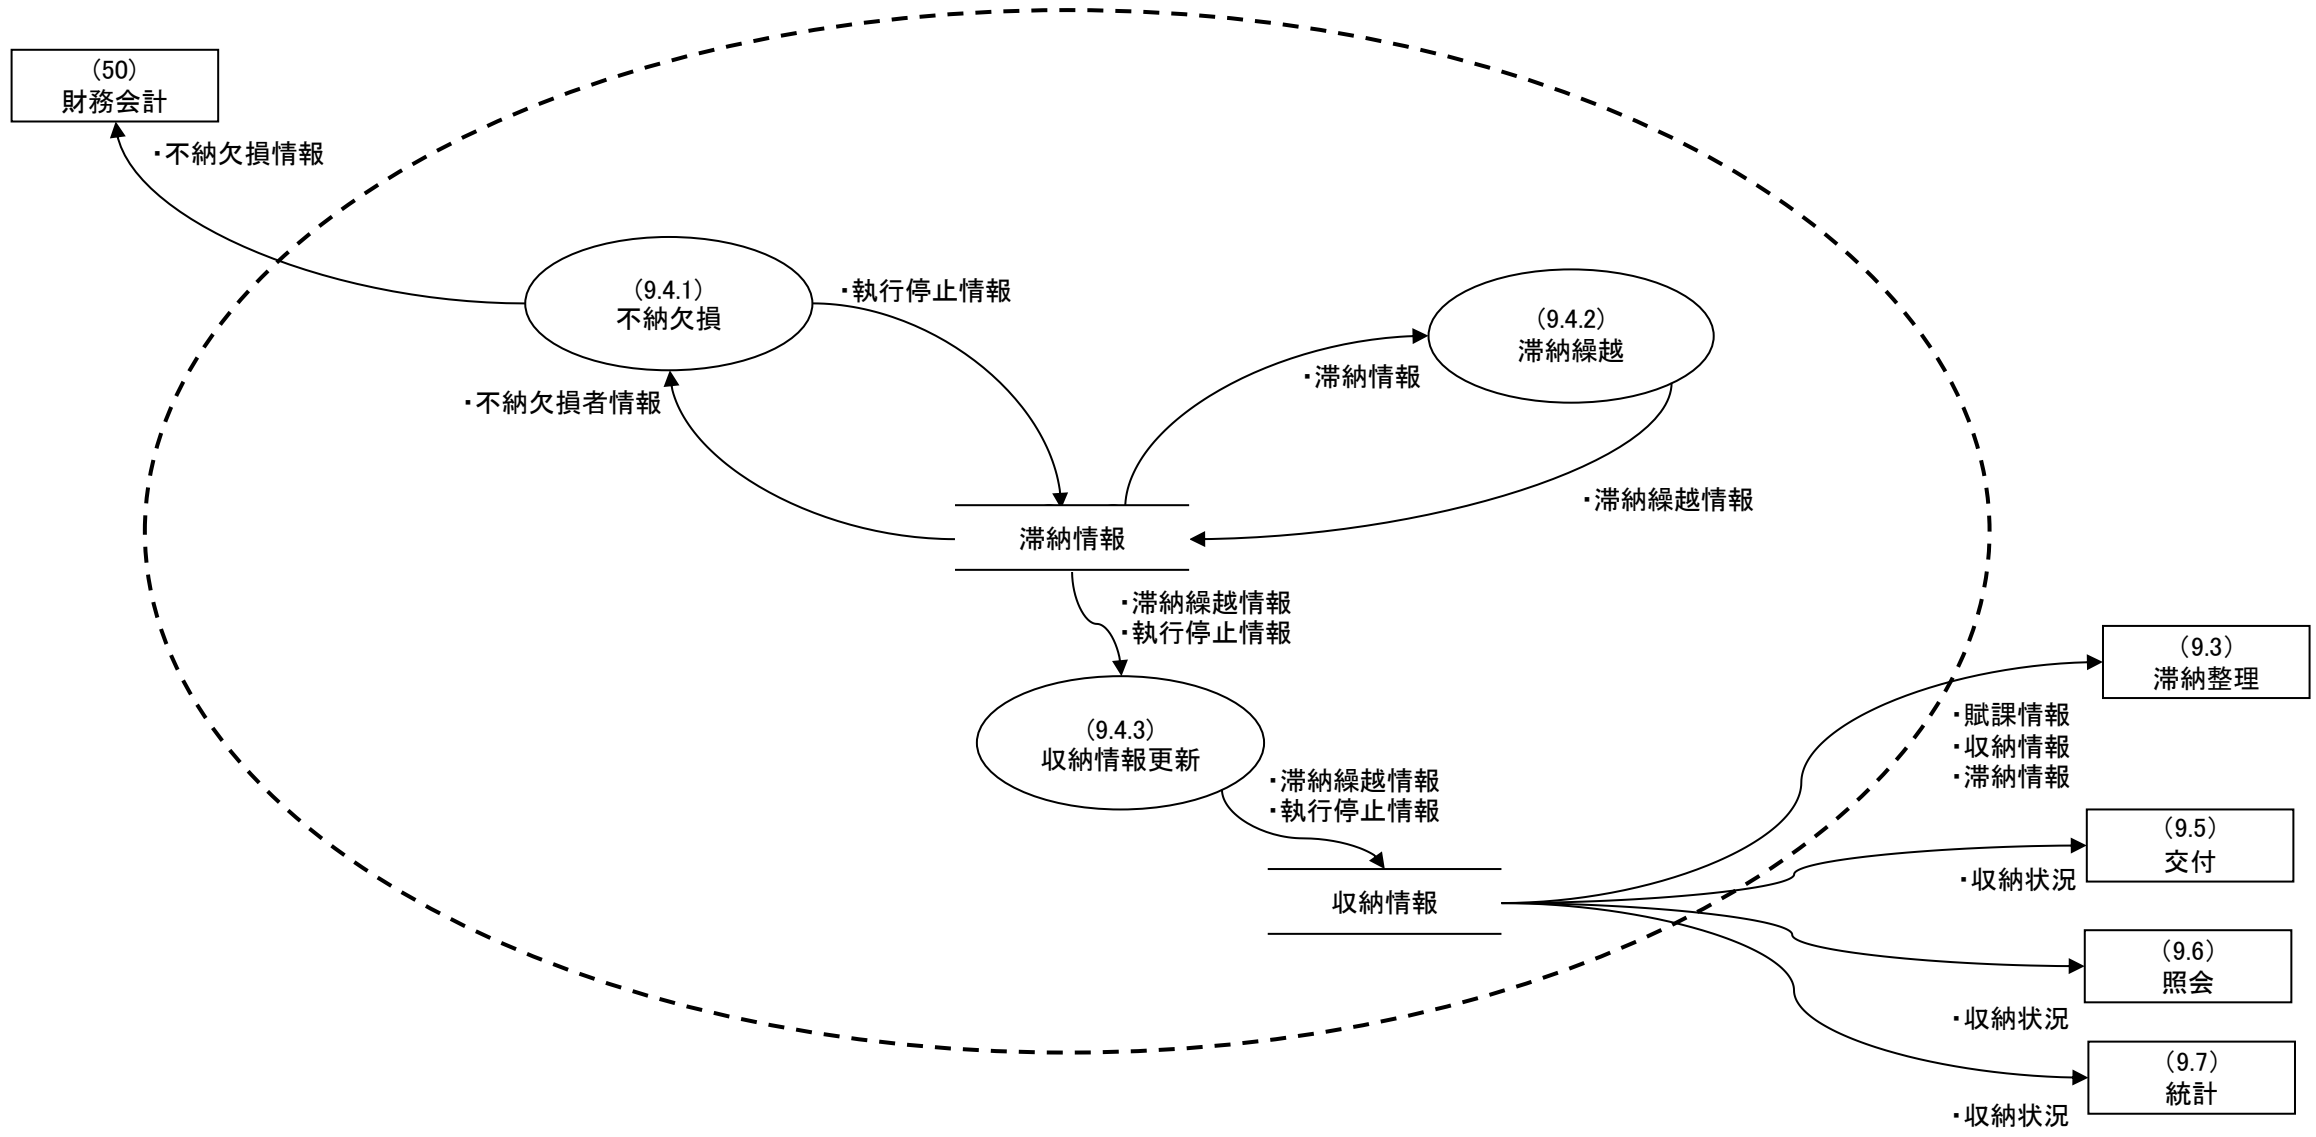 （50）
財務会計
・不納欠損情報
（9.4.1）
不納欠損
・執行停止情報
（9.4.2）
滞納繰越
・滞納情報
・不納欠損者情報
・滞納繰越情報
滞納情報
・滞納繰越情報
・執行停止情報
（9.3）
滞納整理
（9.4.3）
収納情報更新
・賦課情報
・収納情報
・滞納情報
・滞納繰越情報
・執行停止情報
（9.5）
交付
・収納状況
収納情報
（9.6）
照会
・収納状況
（9.7）
統計
・収納状況